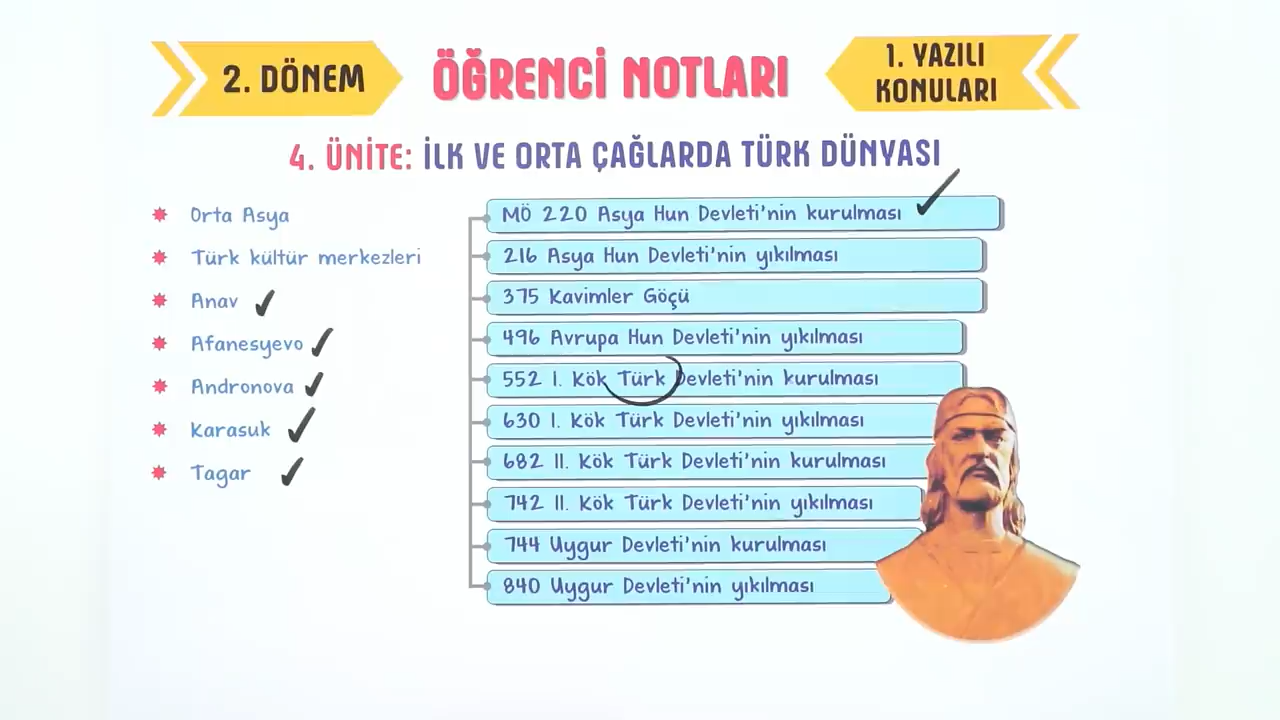 2. DÖNEM
ÖĞRENCİ NOTLARI
1. YAZILI
KONULARI
4. ÜNİTE: İLK VE ORTA ÇAĞLARDA TÜRK DÜNYASI
Orta Asya
Türk kültür merkezleri
Anav
Afanesyevo
Andronova
Karasuk
Tagar
MÖ 220 Asya Hun Devleti'nin kurulması
216 Asya Hun Devleti'nin yıkılması
375 Kavimler Göçü
496 Avrupa Hun Devleti'nin yıkılması
552 I. Kök Türk Devleti'nin kurulması
630 I. Kök Türk Devleti'nin yıkılması
682 II. Kök Türk Devleti'nin kurulması
742 II. Kök Türk Devleti'nin yıkılması
744 Uygur Devleti'nin kurulması
840 Uygur Devleti'nin yıkılması